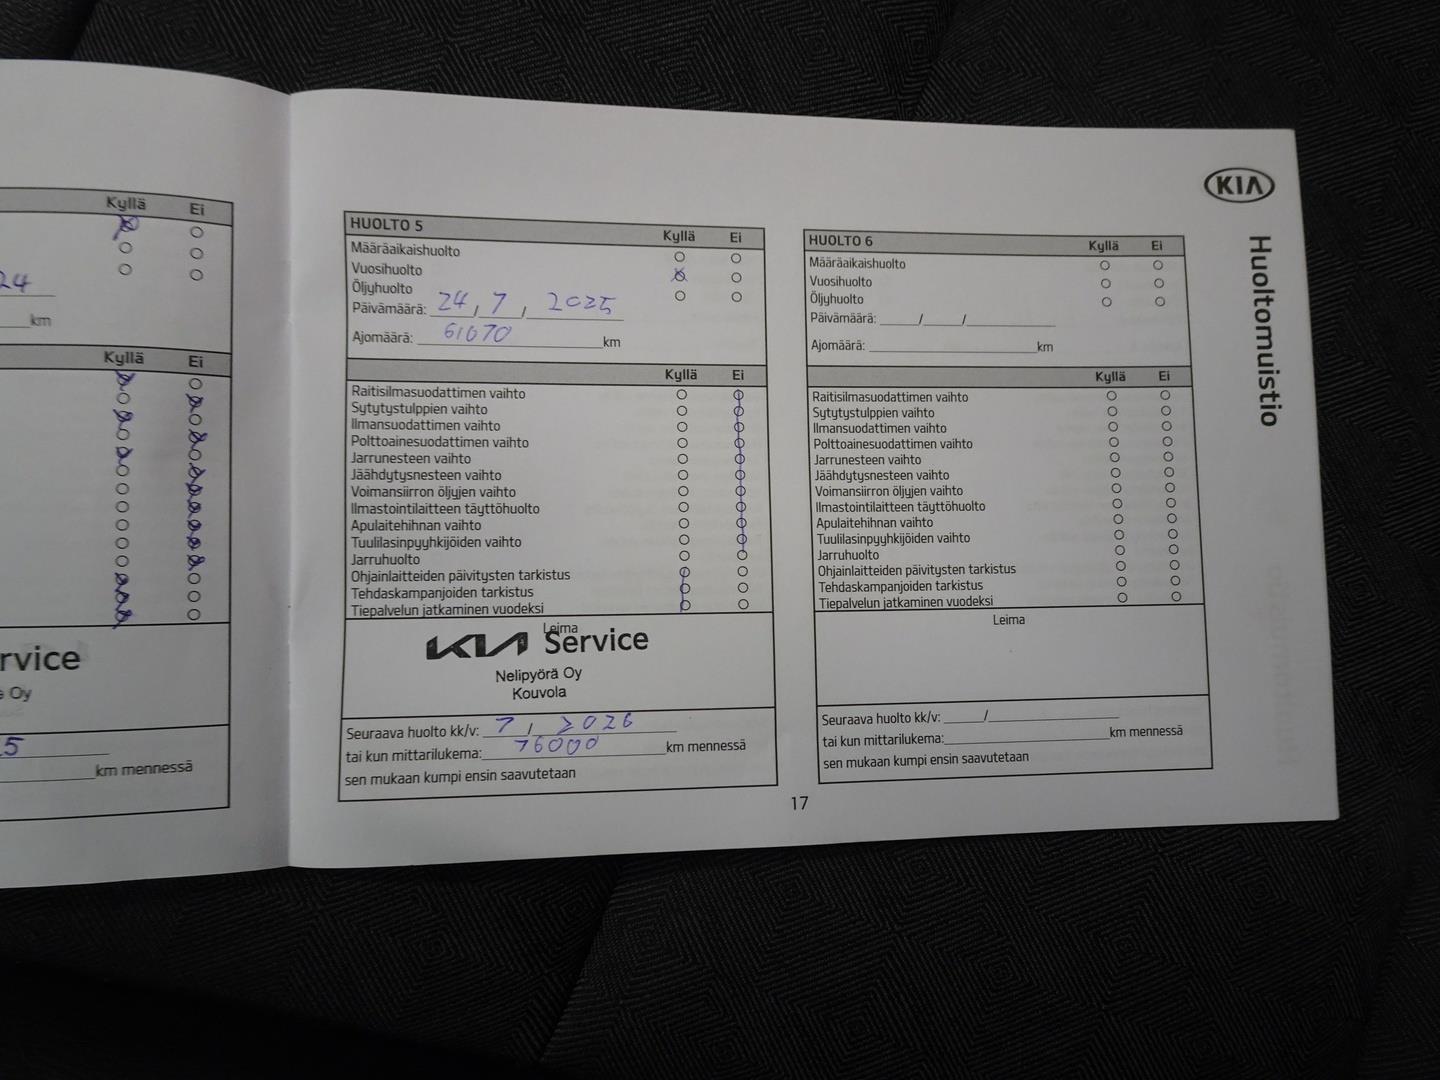 Kyllä Ei
24
km
Kyllä Ei
rvice
Oy
5
km mennessä
HUOLTO 5
Kyllä Ei
Määräaikaishuolto
Vuosihuolto
Öljyhuolto
Päivämäärä: 24 / 7 / 2025
Ajomäärä: 61070 km
Kyllä Ei
Raitisilmasuodattimen vaihto
Sytytystulppien vaihto
Ilmansuodattimen vaihto
Polttoainesuodattimen vaihto
Jarrunesteen vaihto
Jäähdytysnesteen vaihto
Voimansiirron öljyjen vaihto
Ilmastointilaitteen täyttöhuolto
Apulaitehihnan vaihto
Tuulilasinpyyhkijöiden vaihto
Jarruhuolto
Ohjainlaitteiden päivitysten tarkistus
Tehdaskampanjoiden tarkistus
Tiepalvelun jatkaminen vuodeksi
Leima
KIA Service
Nelipyörä Oy
Kouvola
Seuraava huolto kk/v: 7 / 2026
tai kun mittarilukema: 76000 km mennessä
sen mukaan kumpi ensin saavutetaan
HUOLTO 6
Kyllä Ei
Määräaikaishuolto
Vuosihuolto
Öljyhuolto
Päivämäärä: / /
Ajomäärä: km
Kyllä Ei
Raitisilmasuodattimen vaihto
Sytytystulppien vaihto
Ilmansuodattimen vaihto
Polttoainesuodattimen vaihto
Jarrunesteen vaihto
Jäähdytysnesteen vaihto
Voimansiirron öljyjen vaihto
Ilmastointilaitteen täyttöhuolto
Apulaitehihnan vaihto
Tuulilasinpyyhkijöiden vaihto
Jarruhuolto
Ohjainlaitteiden päivitysten tarkistus
Tehdaskampanjoiden tarkistus
Tiepalvelun jatkaminen vuodeksi
Leima
Seuraava huolto kk/v: /
tai kun mittarilukema: km mennessä
sen mukaan kumpi ensin saavutetaan
KIA
Huoltomuistio
17